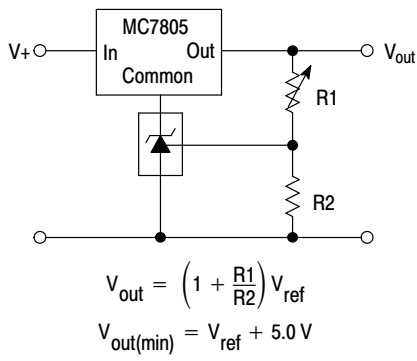 MC7805
V+ In Out V_out
Common
R1
R2
V_out = (1 + R1/R2) V_ref
V_out(min) = V_ref + 5.0 V